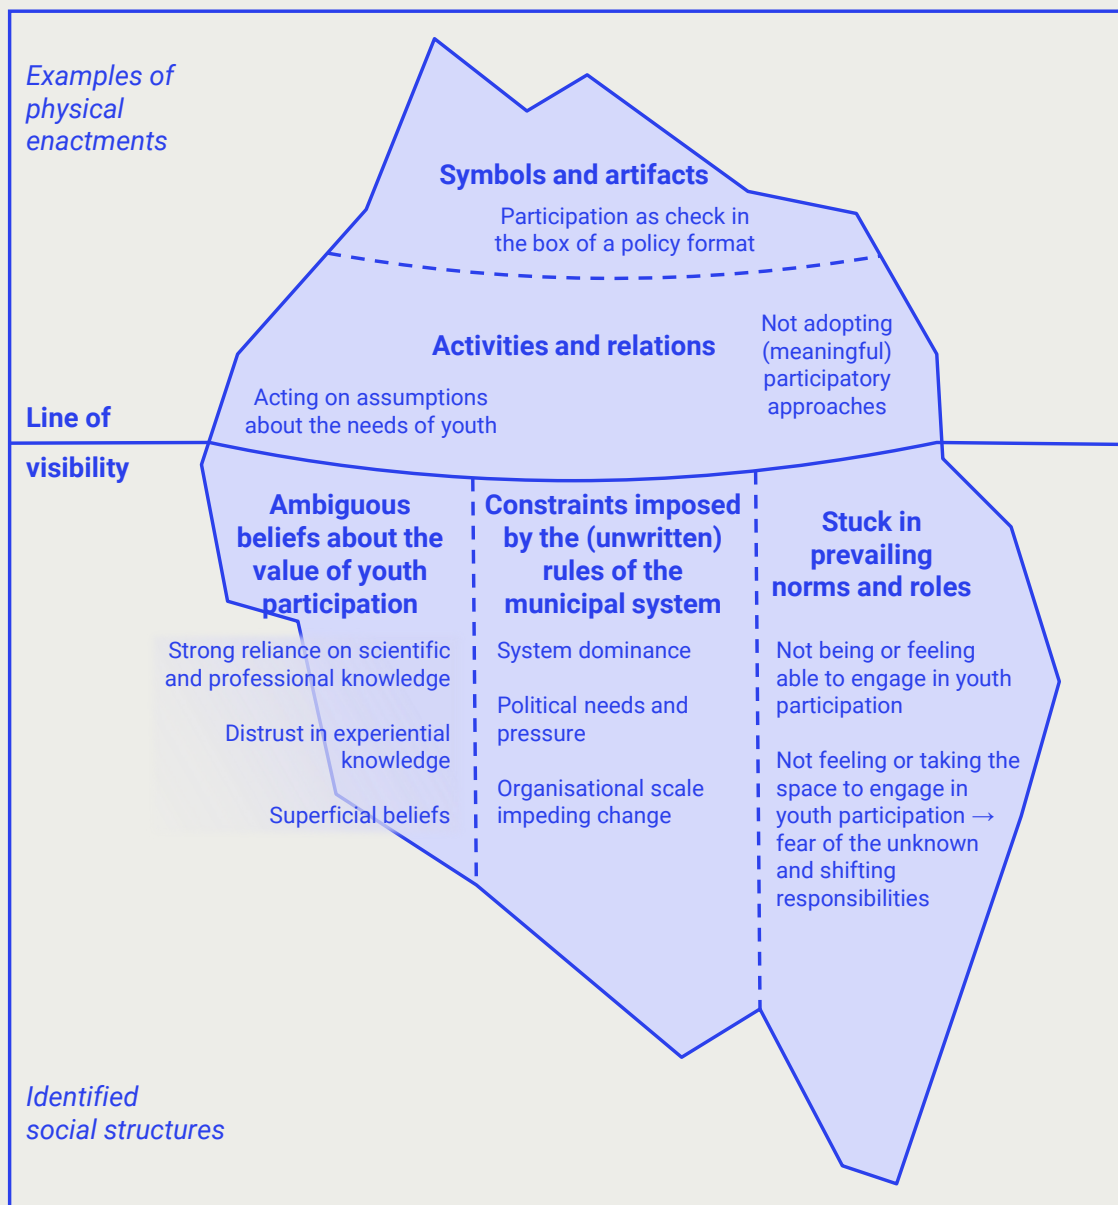 Examples of
physical
enactments
Symbols and artifacts
Participation as check in
the box of a policy format
Activities and relations
Not adopting
(meaningful)
participatory
approaches
Acting on assumptions
about the needs of youth
Line of
visibility
Ambiguous
beliefs about the
value of youth
participation
Strong reliance on scientific
and professional knowledge
Distrust in experiential
knowledge
Superficial beliefs
Constraints imposed
by the (unwritten)
rules of the
municipal system
System dominance
Political needs and
pressure
Organisational scale
impeding change
Stuck in
prevailing
norms and roles
Not being or feeling
able to engage in youth
participation
Not feeling or taking the
space to engage in
youth participation →
fear of the unknown
and shifting
responsibilities
Identified
social structures